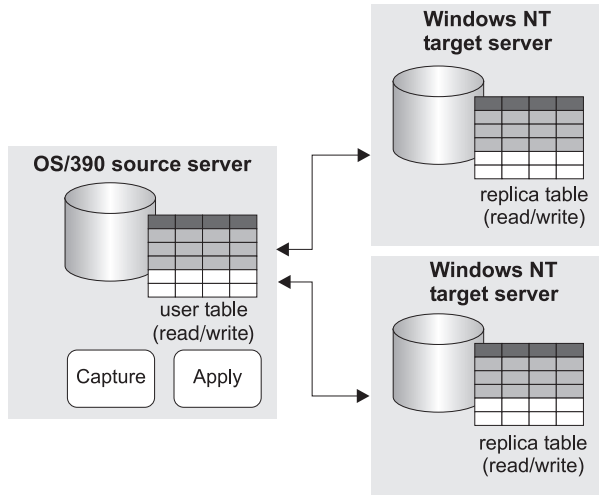 OS/390 source server
user table
(read/write)
Capture
Apply
Windows NT
target server
replica table
(read/write)
Windows NT
target server
replica table
(read/write)